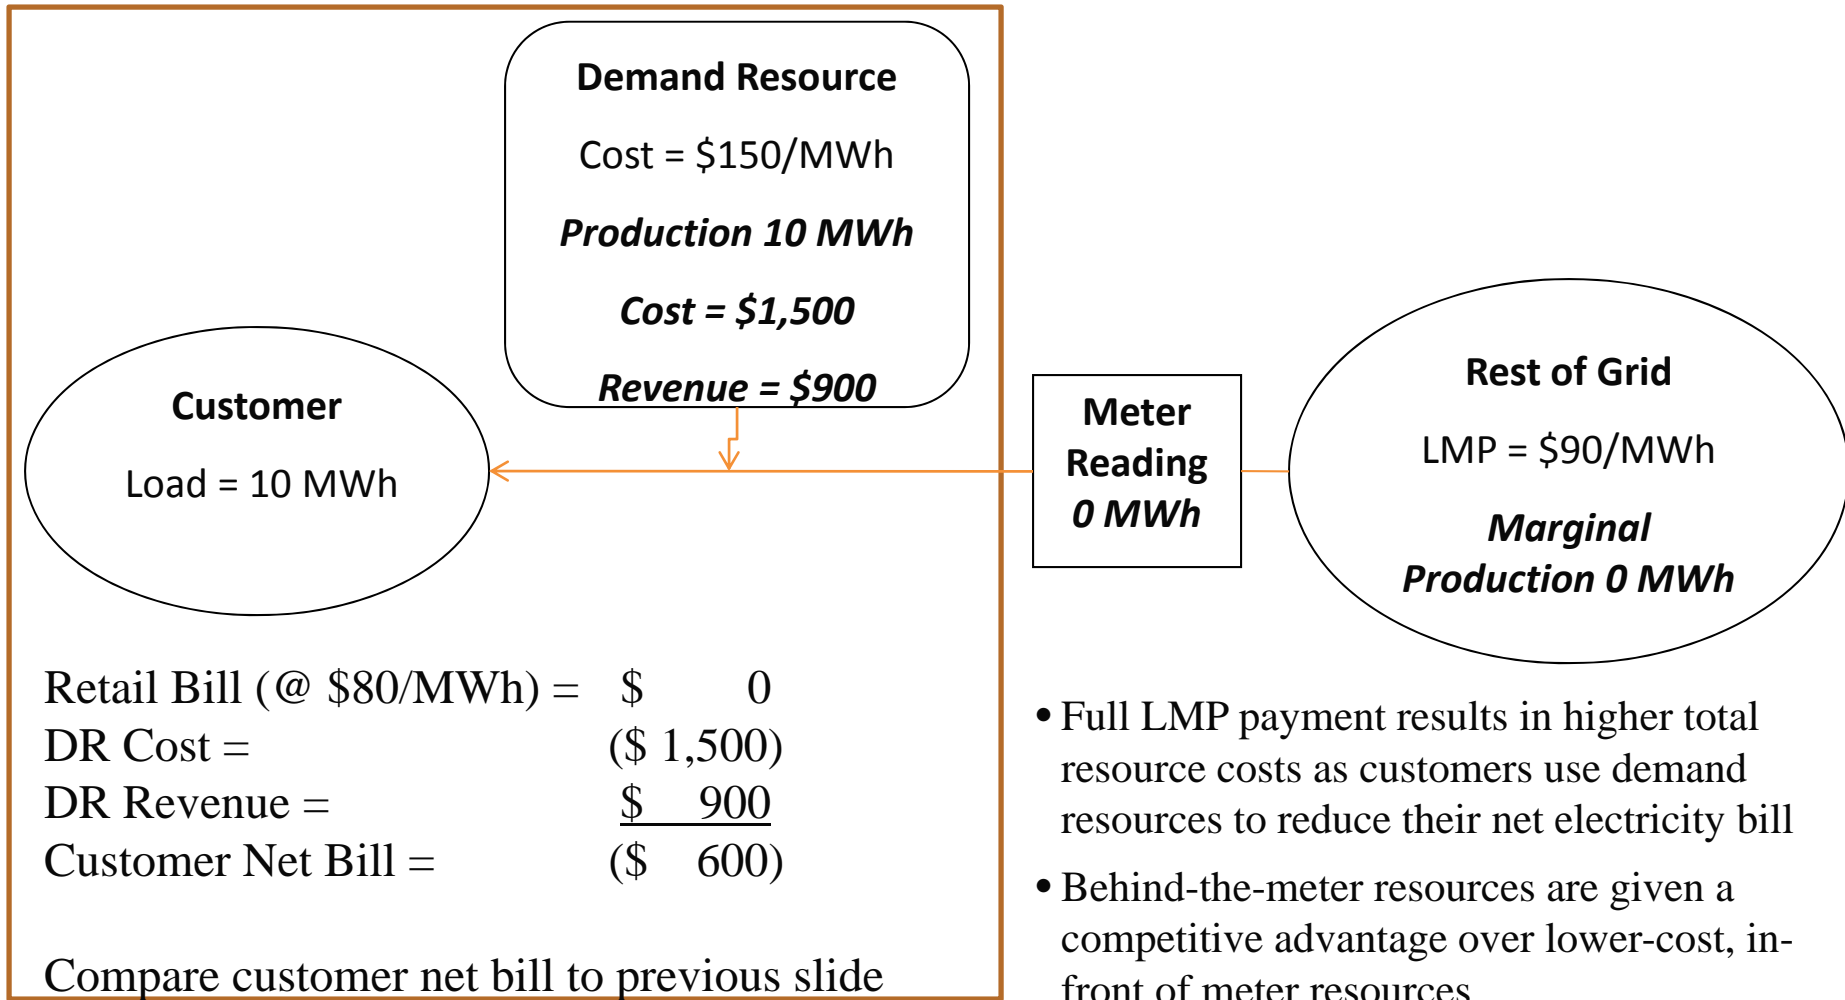 Demand Resource
Cost = $150/MWh
Production 10 MWh
Cost = $1,500
Revenue = $900
Customer
Load = 10 MWh
Meter
Reading
0 MWh
Rest of Grid
LMP = $90/MWh
Marginal
Production 0 MWh
Retail Bill (@ $80/MWh) = $ 0
DR Cost = ($ 1,500)
DR Revenue = $ 900
Customer Net Bill = ($ 600)
Compare customer net bill to previous slide
• Full LMP payment results in higher total
resource costs as customers use demand
resources to reduce their net electricity bill
• Behind-the-meter resources are given a
competitive advantage over lower-cost, in-
front of meter resources